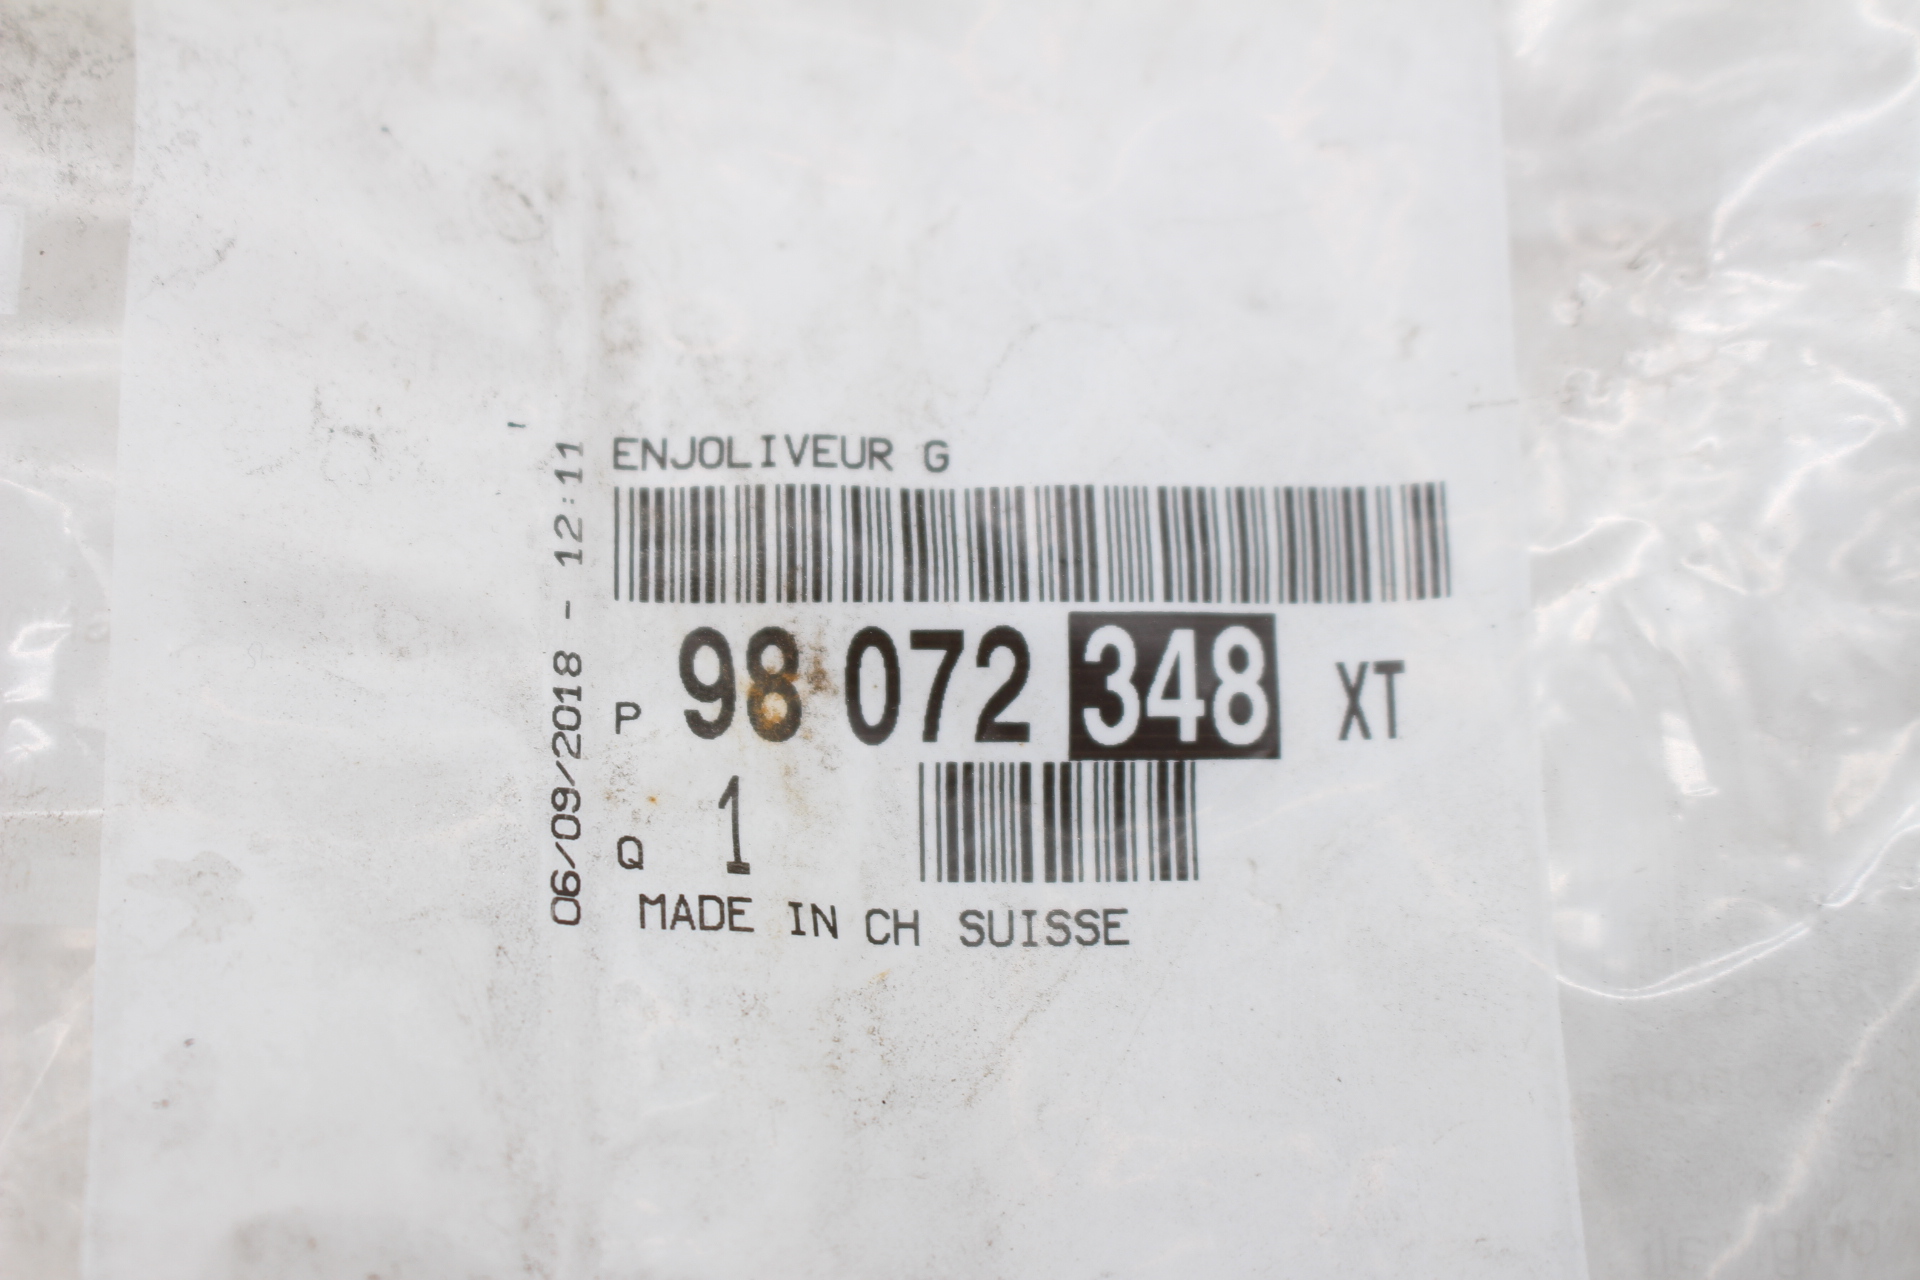 ENJOLIVEUR G
P 98 072 348 XT
Q 1
MADE IN CH SUISSE
06/09/2018 - 12:11